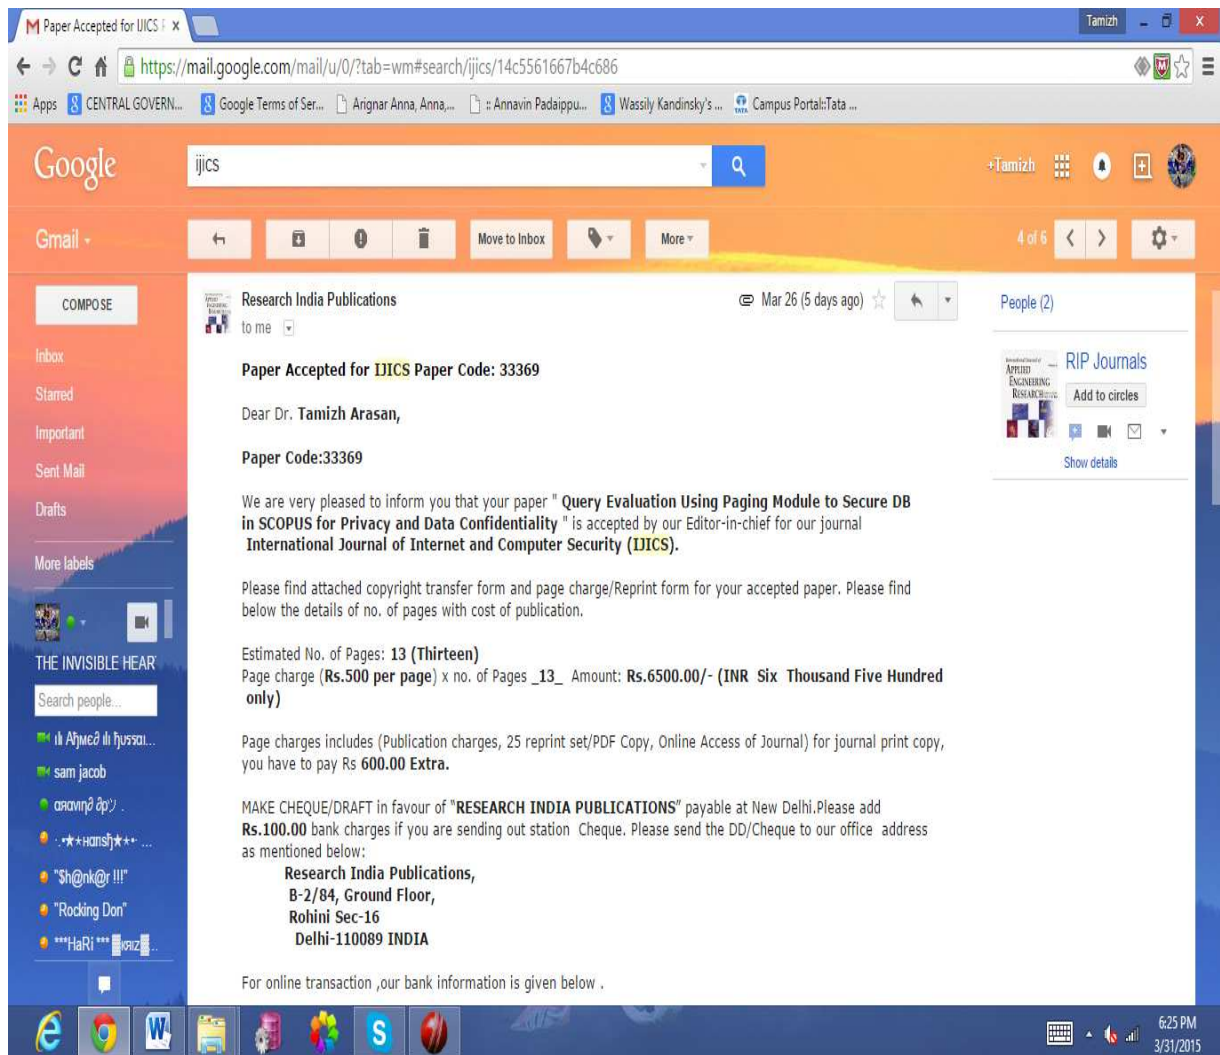 Paper Accepted for IJICS P
Tamizh
https://mail.google.com/mail/u/0/?tab=wm#search/ijics/14c5561667b4c686
Apps CENTRAL GOVERN... Google Terms of Ser... Arignar Anna, Anna,... :: Annavin Padaippu... Wassily Kandinsky's ... TATA Campus Portal::Tata ...
Google ijics +Tamizh
Gmail Move to Inbox More 4 of 6
COMPOSE
Inbox
Starred
Important
Sent Mail
Drafts
More labels
THE INVISIBLE HEAR
Search people...
sam jacob
"$h@nk@r !!!"
"Rocking Don"
***HaRi ***
Research India Publications Mar 26 (5 days ago)
to me
Paper Accepted for IJICS Paper Code: 33369
Dear Dr. Tamizh Arasan,
Paper Code:33369
We are very pleased to inform you that your paper " Query Evaluation Using Paging Module to Secure DB
in SCOPUS for Privacy and Data Confidentiality " is accepted by our Editor-in-chief for our journal
International Journal of Internet and Computer Security (IJICS).
Please find attached copyright transfer form and page charge/Reprint form for your accepted paper. Please find
below the details of no. of pages with cost of publication.
Estimated No. of Pages: 13 (Thirteen)
Page charge (Rs.500 per page) x no. of Pages _13_ Amount: Rs.6500.00/- (INR Six Thousand Five Hundred
only)
Page charges includes (Publication charges, 25 reprint set/PDF Copy, Online Access of Journal) for journal print copy,
you have to pay Rs 600.00 Extra.
MAKE CHEQUE/DRAFT in favour of "RESEARCH INDIA PUBLICATIONS" payable at New Delhi.Please add
Rs.100.00 bank charges if you are sending out station Cheque. Please send the DD/Cheque to our office address
as mentioned below:
Research India Publications,
B-2/84, Ground Floor,
Rohini Sec-16
Delhi-110089 INDIA
For online transaction ,our bank information is given below .
People (2)
APPLIED
ENGINEERING
RESEARCH
RIP Journals
Add to circles
Show details
6:25 PM
3/31/2015